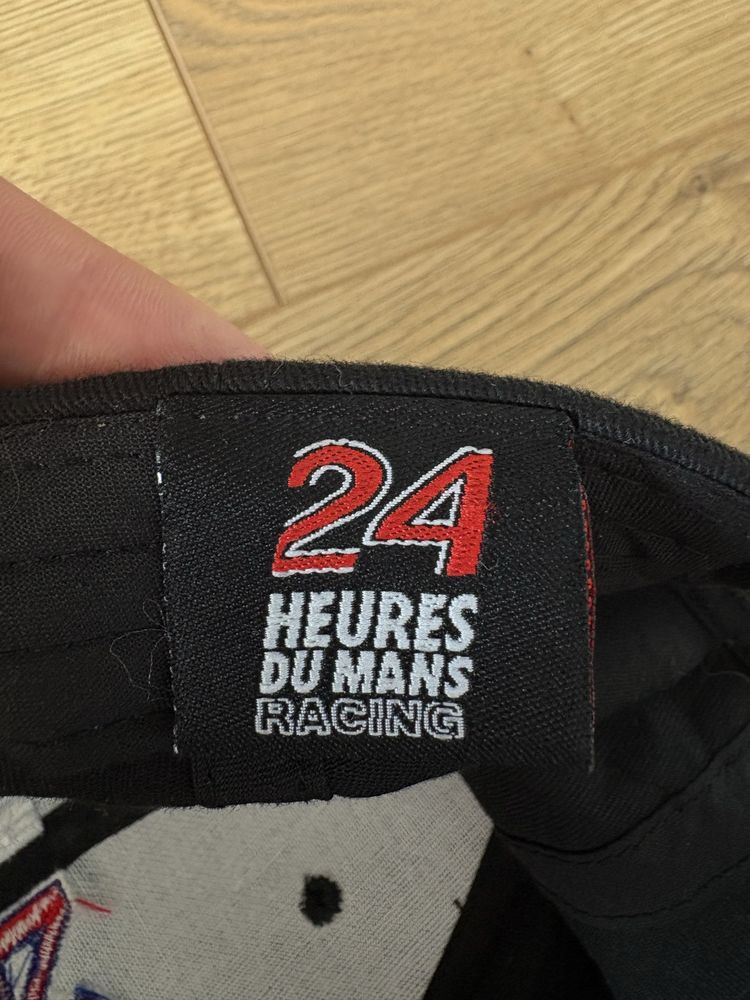 24
HEURES
DU MANS
RACING